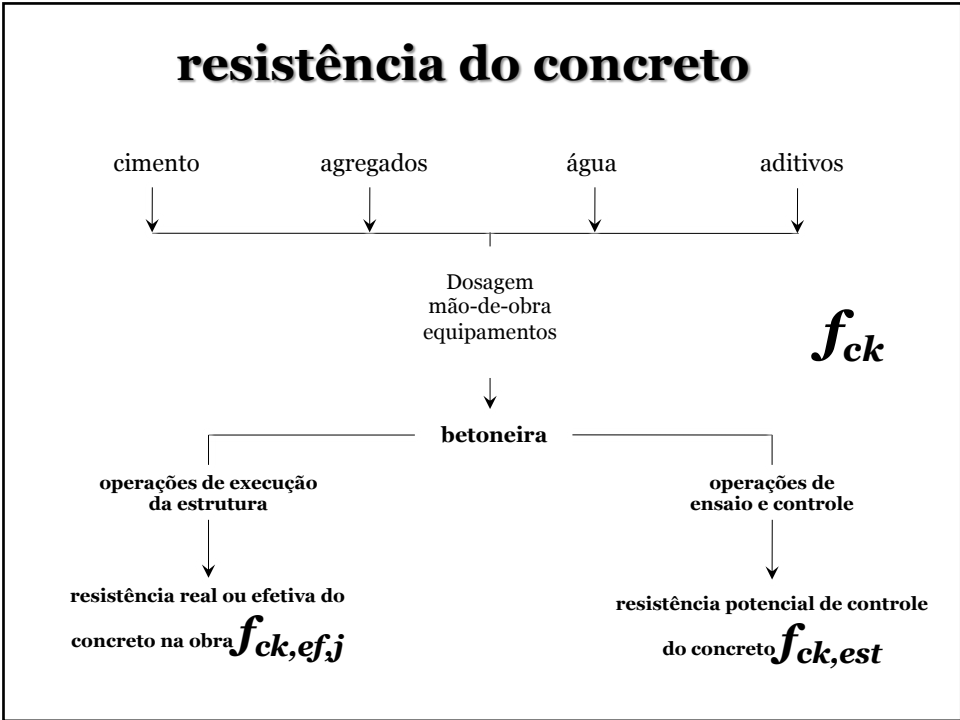 resistência do concreto
cimento agregados água aditivos
Dosagem
mão-de-obra
equipamentos
fck
betoneira
operações de execução
da estrutura
operações de
ensaio e controle
resistência real ou efetiva do
concreto na obra fck,ef,j
resistência potencial de controle
do concreto fck,est